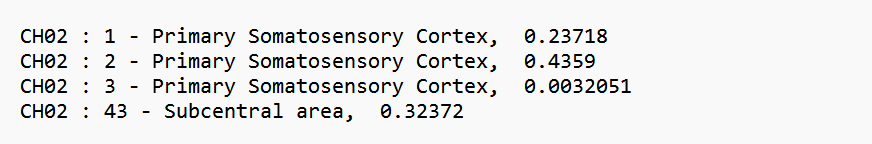 CH02 : 1 - Primary Somatosensory Cortex,  0.23718
CH02 : 2 - Primary Somatosensory Cortex,  0.4359
CH02 : 3 - Primary Somatosensory Cortex,  0.0032051
CH02 : 43 - Subcentral area,  0.32372